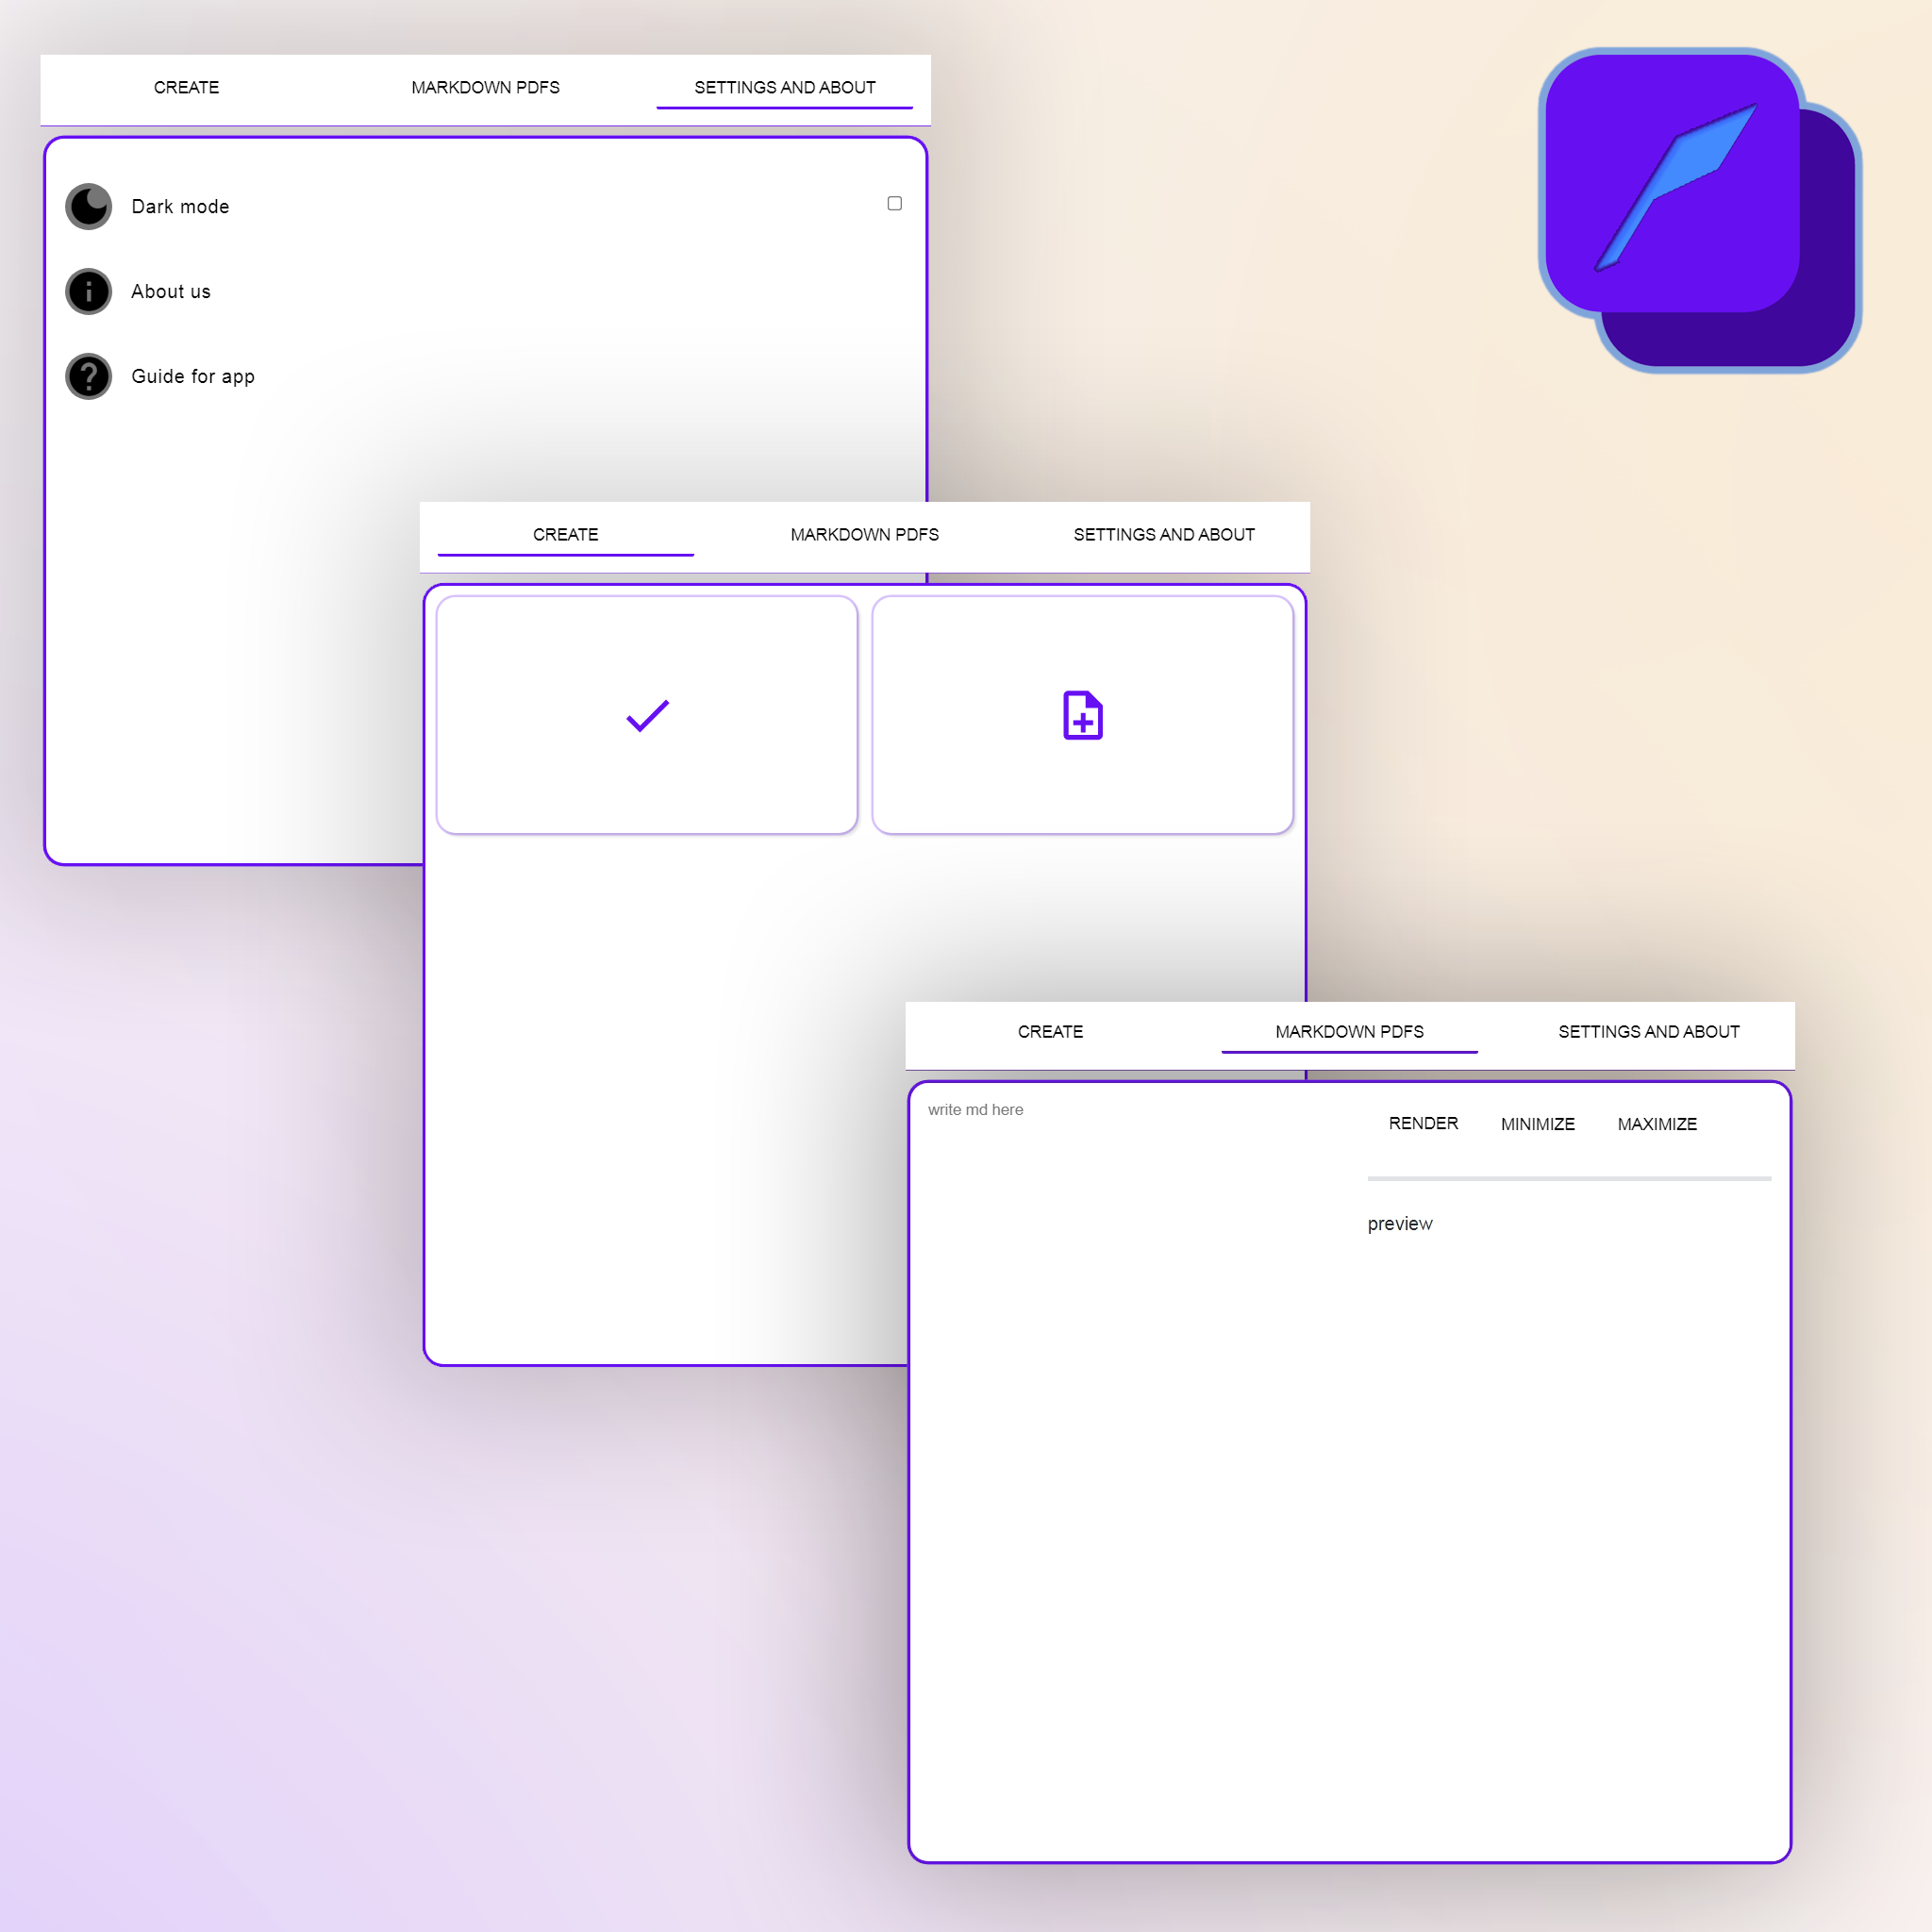 CREATE MARKDOWN PDFS SETTINGS AND ABOUT
Dark mode
About us
Guide for app
CREATE MARKDOWN PDFS SETTINGS AND ABOUT
CREATE MARKDOWN PDFS SETTINGS AND ABOUT
write md here
RENDER MINIMIZE MAXIMIZE
preview